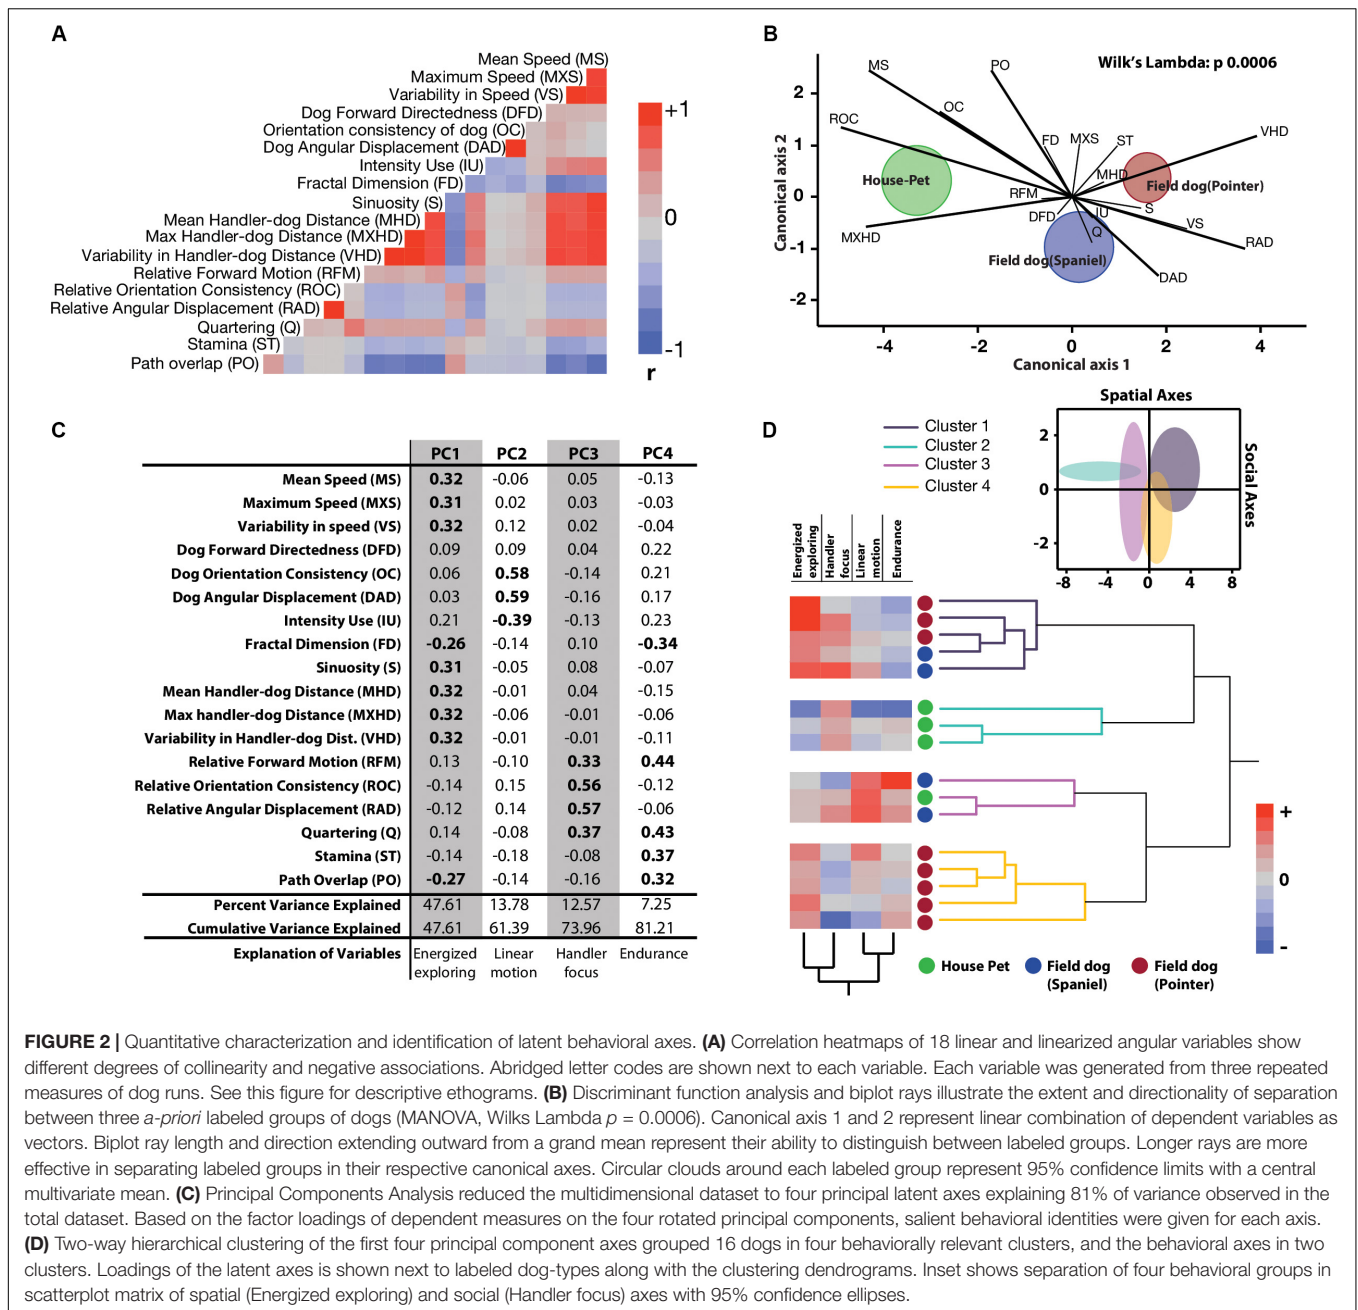 A
Mean Speed (MS)
Maximum Speed (MXS)
Variability in Speed (VS)
Dog Forward Directedness (DFD)
Orientation consistency of dog (OC)
Dog Angular Displacement (DAD)
Intensity Use (IU)
Fractal Dimension (FD)
Sinuosity (S)
Mean Handler-dog Distance (MHD)
Max Handler-dog Distance (MXHD)
Variability in Handler-dog Distance (VHD)
Relative Forward Motion (RFM)
Relative Orientation Consistency (ROC)
Relative Angular Displacement (RAD)
Quartering (Q)
Stamina (ST)
Path overlap (PO)
+1
0
-1
r
B
Wilk's Lambda: p 0.0006
MS
PO
OC
ROC
FD
MXS
ST
VHD
MHD
House-Pet
Field dog(Pointer)
RFM
DFD
IU
S
VS
Q
MXHD
RAD
Field dog(Spaniel)
DAD
2
1
0
-1
-2
Canonical axis 2
-4
-2
0
2
4
Canonical axis 1
C
PC1 PC2 PC3 PC4
Mean Speed (MS) 0.32 -0.06 0.05 -0.13
Maximum Speed (MXS) 0.31 0.02 0.03 -0.03
Variability in speed (VS) 0.32 0.12 0.02 -0.04
Dog Forward Directedness (DFD) 0.09 0.09 0.04 0.22
Dog Orientation Consistency (OC) 0.06 0.58 -0.14 0.21
Dog Angular Displacement (DAD) 0.03 0.59 -0.16 0.17
Intensity Use (IU) 0.21 -0.39 -0.13 0.23
Fractal Dimension (FD) -0.26 -0.14 0.10 -0.34
Sinuosity (S) 0.31 -0.05 0.08 -0.07
Mean Handler-dog Distance (MHD) 0.32 -0.01 0.04 -0.15
Max handler-dog Distance (MXHD) 0.32 -0.06 -0.01 -0.06
Variability in Handler-dog Dist. (VHD) 0.32 -0.01 -0.01 -0.11
Relative Forward Motion (RFM) 0.13 -0.10 0.33 0.44
Relative Orientation Consistency (ROC) -0.14 0.15 0.56 -0.12
Relative Angular Displacement (RAD) -0.12 0.14 0.57 -0.06
Quartering (Q) 0.14 -0.08 0.37 0.43
Stamina (ST) -0.14 -0.18 -0.08 0.37
Path Overlap (PO) -0.27 -0.14 -0.16 0.32
Percent Variance Explained 47.61 13.78 12.57 7.25
Cumulative Variance Explained 47.61 61.39 73.96 81.21
Explanation of Variables Energized Linear Handler Endurance
exploring motion focus
D
Cluster 1
Cluster 2
Cluster 3
Cluster 4
Spatial Axes
Social Axes
2
0
-2
-8
-4
0
4
8
Energized
exploring
Handler
focus
Linear
motion
Endurance
+
0
-
House Pet
Field dog
(Spaniel)
Field dog
(Pointer)
FIGURE 2 | Quantitative characterization and identification of latent behavioral axes. (A) Correlation heatmaps of 18 linear and linearized angular variables show
different degrees of collinearity and negative associations. Abridged letter codes are shown next to each variable. Each variable was generated from three repeated
measures of dog runs. See this figure for descriptive ethograms. (B) Discriminant function analysis and biplot rays illustrate the extent and directionality of separation
between three a-priori labeled groups of dogs (MANOVA, Wilks Lambda p = 0.0006). Canonical axis 1 and 2 represent linear combination of dependent variables as
vectors. Biplot ray length and direction extending outward from a grand mean represent their ability to distinguish between labeled groups. Longer rays are more
effective in separating labeled groups in their respective canonical axes. Circular clouds around each labeled group represent 95% confidence limits with a central
multivariate mean. (C) Principal Components Analysis reduced the multidimensional dataset to four principal latent axes explaining 81% of variance observed in the
total dataset. Based on the factor loadings of dependent measures on the four rotated principal components, salient behavioral identities were given for each axis.
(D) Two-way hierarchical clustering of the first four principal component axes grouped 16 dogs in four behaviorally relevant clusters, and the behavioral axes in two
clusters. Loadings of the latent axes is shown next to labeled dog-types along with the clustering dendrograms. Inset shows separation of four behavioral groups in
scatterplot matrix of spatial (Energized exploring) and social (Handler focus) axes with 95% confidence ellipses.